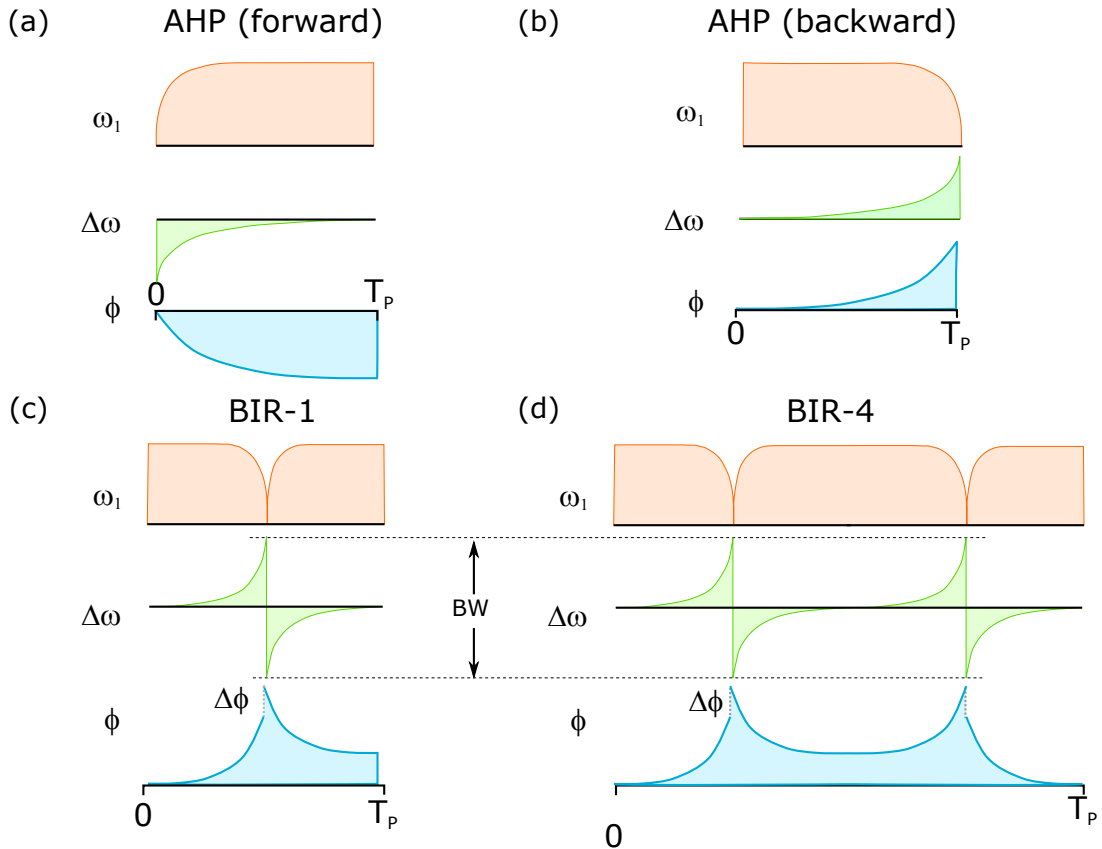 (a) AHP (forward)
ω1
Δω
0 TP
ϕ
(b) AHP (backward)
ω1
Δω
ϕ
0 TP
(c) BIR-1
ω1
Δω
BW
Δϕ
ϕ
0 TP
(d) BIR-4
ω1
Δω
Δϕ
ϕ
0 TP